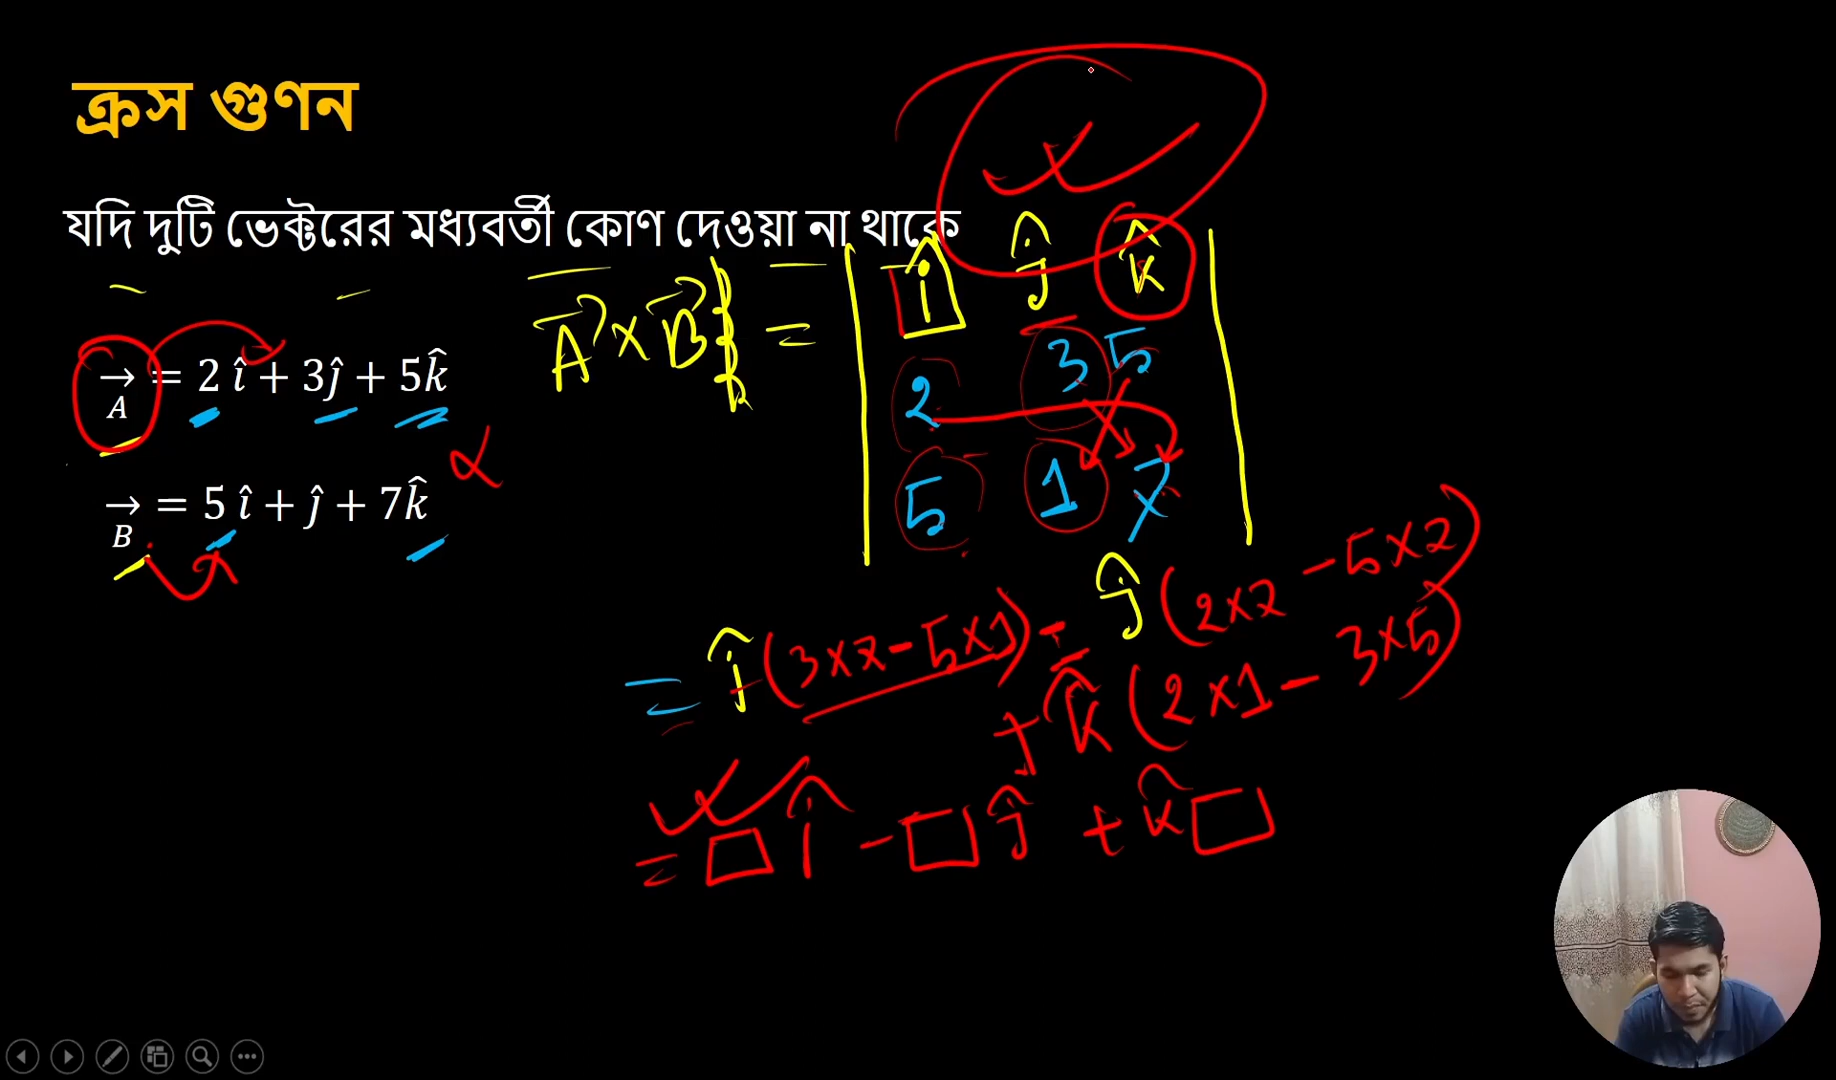 ক্রস গুণন
যদি দুটি ভেক্টরের মধ্যবর্তী কোণ দেওয়া না থাকে
→A = 2 î + 3ĵ + 5k̂
→B = 5 î + ĵ + 7k̂
A⃗ × B⃗ = | î ĵ k̂ |
2 3 5
5 1 7
= î (3×7 - 5×1) - ĵ (2×7 - 5×2)
+ k̂ (2×1 - 3×5)
= □ î - □ ĵ + k̂ □